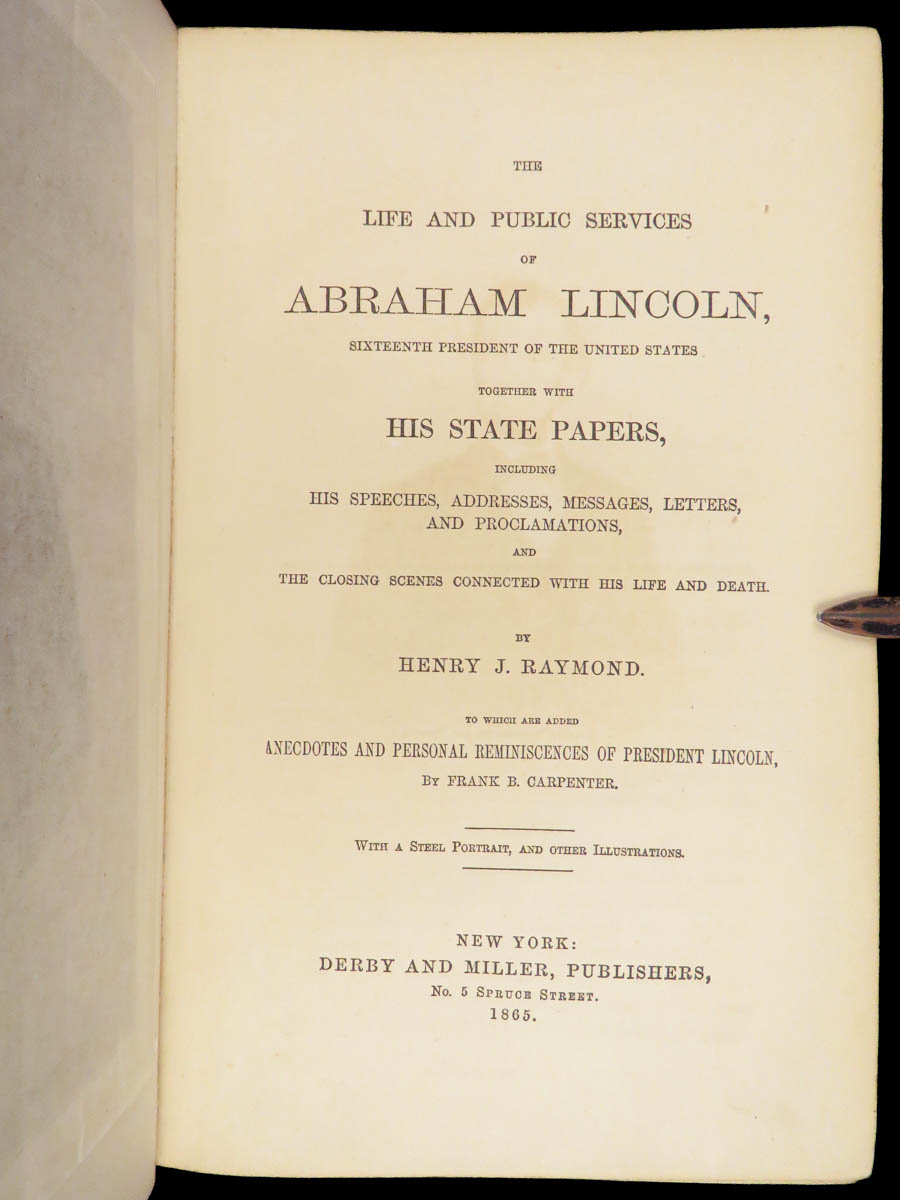 THE
LIFE AND PUBLIC SERVICES
OF
ABRAHAM LINCOLN,
SIXTEENTH PRESIDENT OF THE UNITED STATES
TOGETHER WITH
HIS STATE PAPERS,
INCLUDING
HIS SPEECHES, ADDRESSES, MESSAGES, LETTERS,
AND PROCLAMATIONS,
AND
THE CLOSING SCENES CONNECTED WITH HIS LIFE AND DEATH.
BY
HENRY J. RAYMOND.
TO WHICH ARE ADDED
ANECDOTES AND PERSONAL REMINISCENCES OF PRESIDENT LINCOLN,
BY FRANK B. CARPENTER.
WITH A STEEL PORTRAIT, AND OTHER ILLUSTRATIONS.
NEW YORK:
DERBY AND MILLER, PUBLISHERS,
No. 5 SPRUCE STREET.
1865.